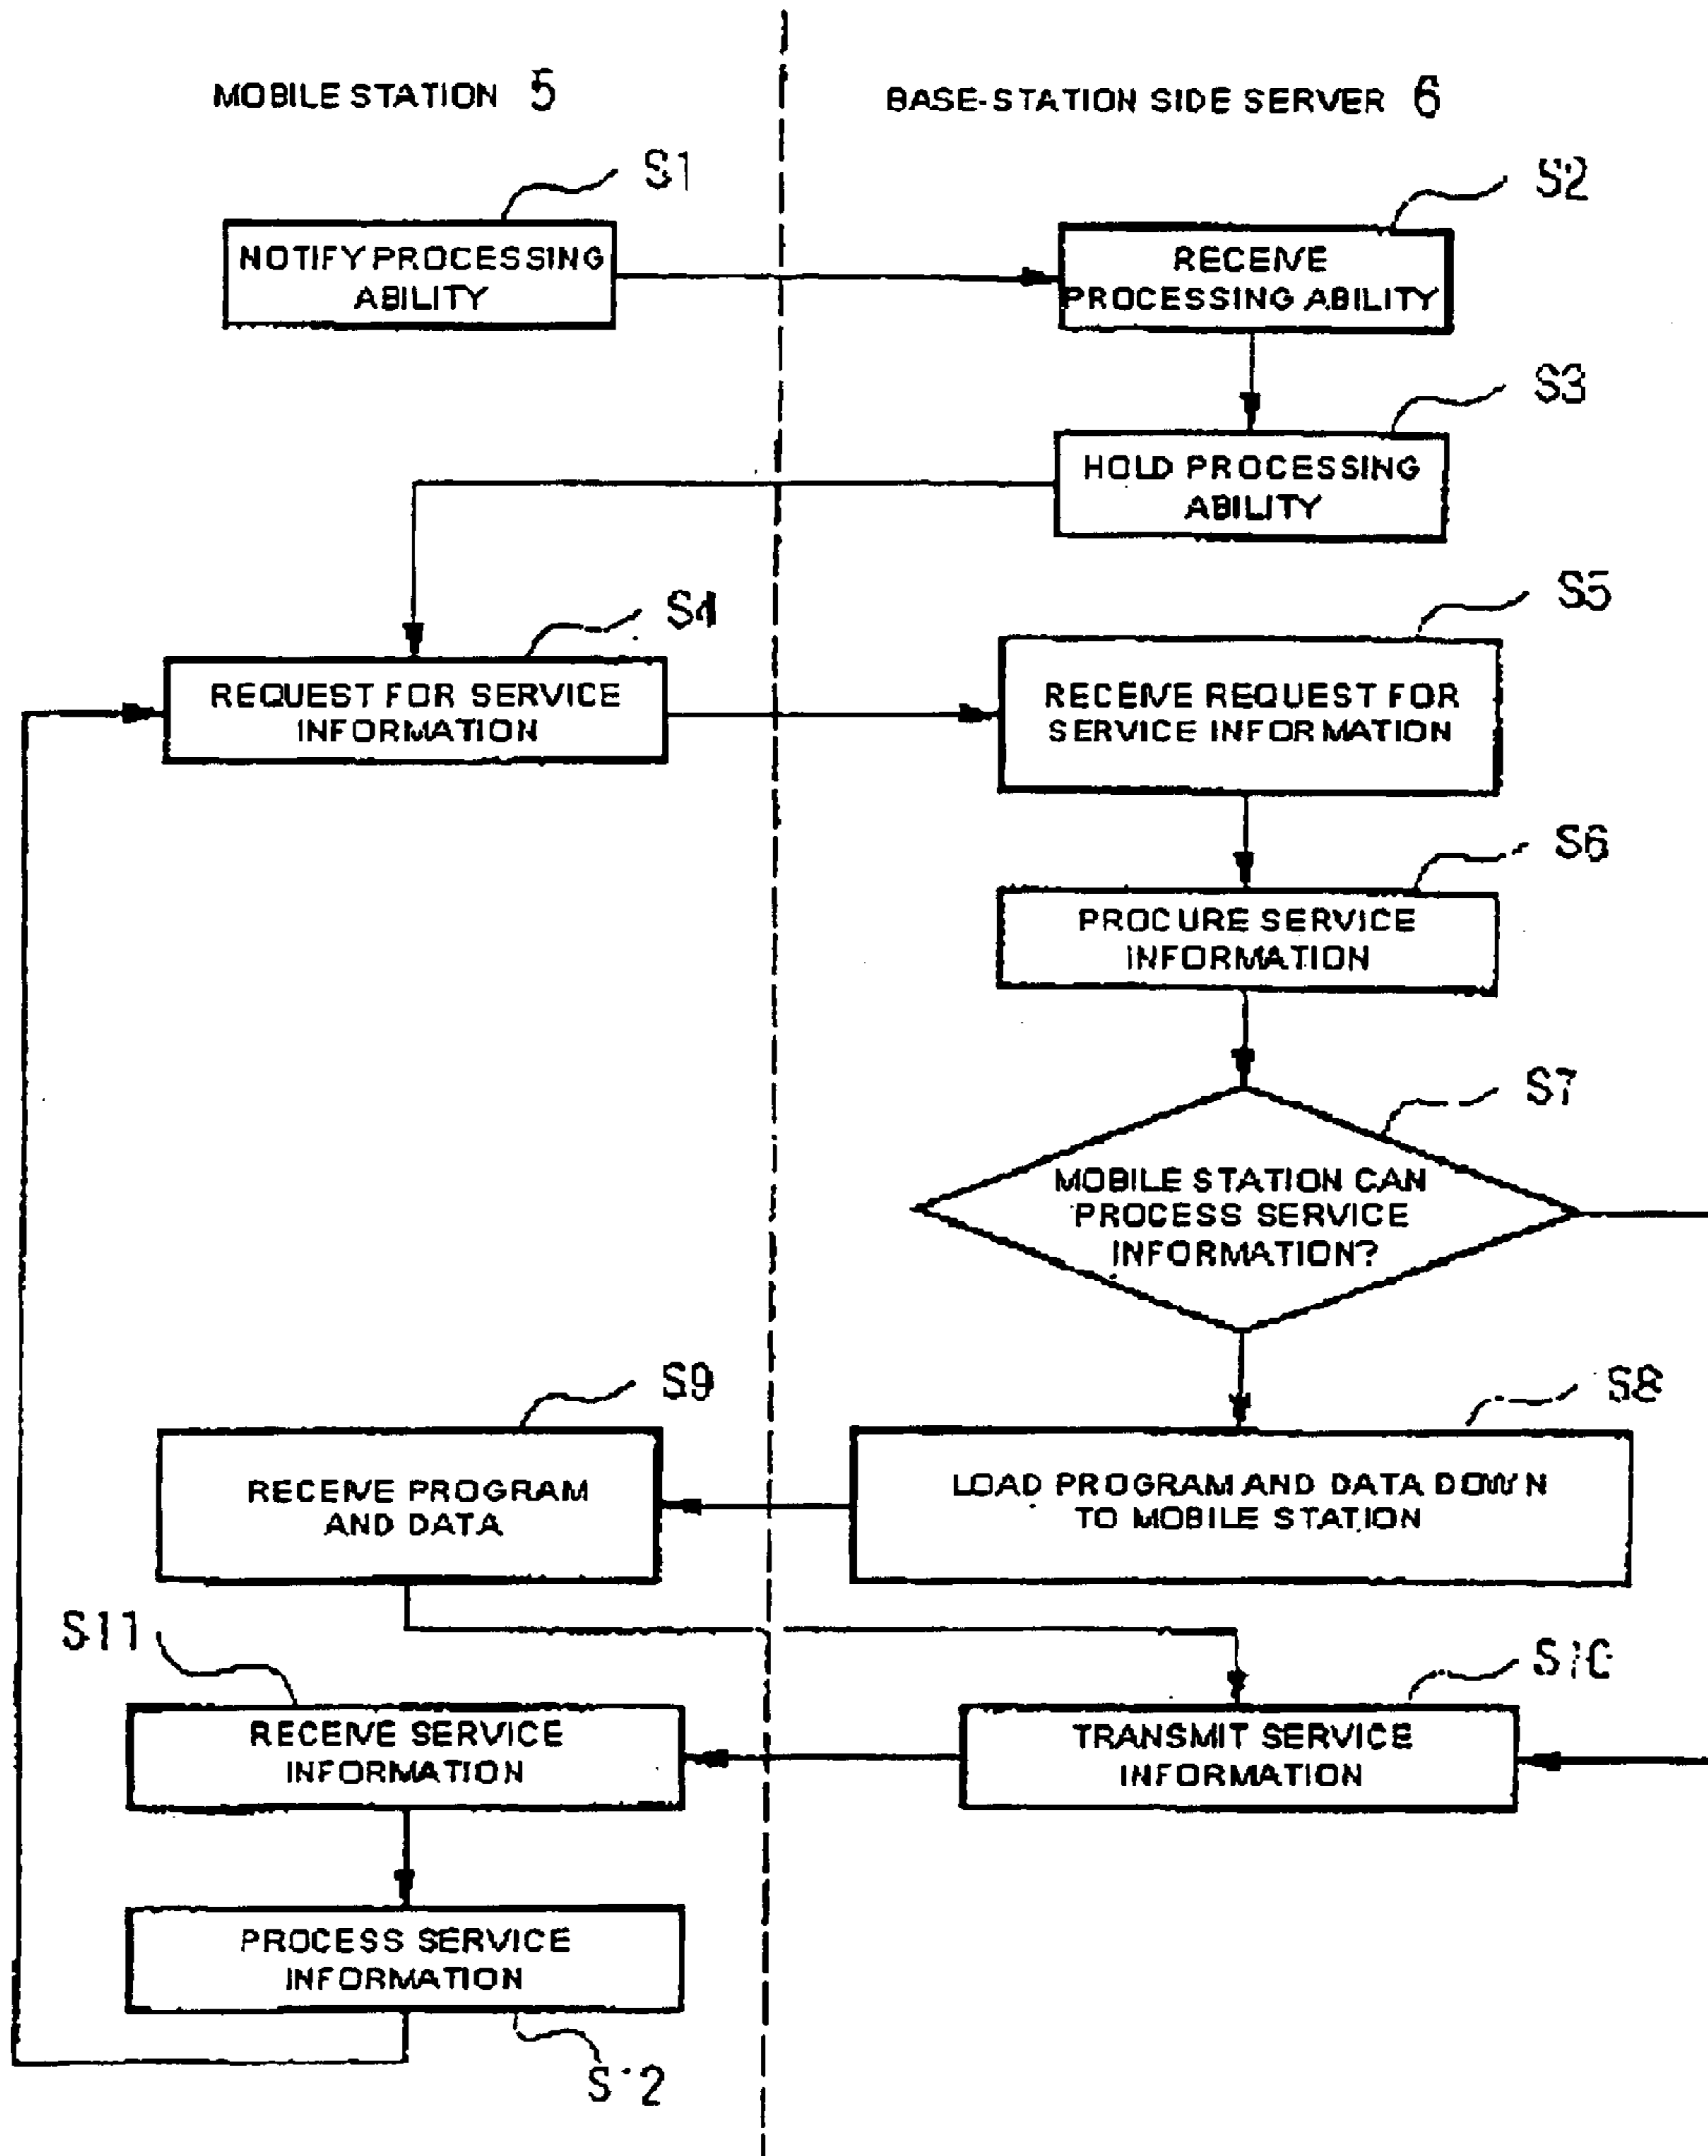 MOBILE STATION 5
BASE-STATION SIDE SERVER 6
S1
NOTIFY PROCESSING
ABILITY
S2
RECEIVE
PROCESSING ABILITY
S3
HOLD PROCESSING
ABILITY
S4
REQUEST FOR SERVICE
INFORMATION
S5
RECEIVE REQUEST FOR
SERVICE INFORMATION
S6
PROCURE SERVICE
INFORMATION
S7
MOBILE STATION CAN
PROCESS SERVICE
INFORMATION?
S8
LOAD PROGRAM AND DATA DOWN
TO MOBILE STATION
S9
RECEIVE PROGRAM
AND DATA
S10
TRANSMIT SERVICE
INFORMATION
S11
RECEIVE SERVICE
INFORMATION
PROCESS SERVICE
INFORMATION
S12